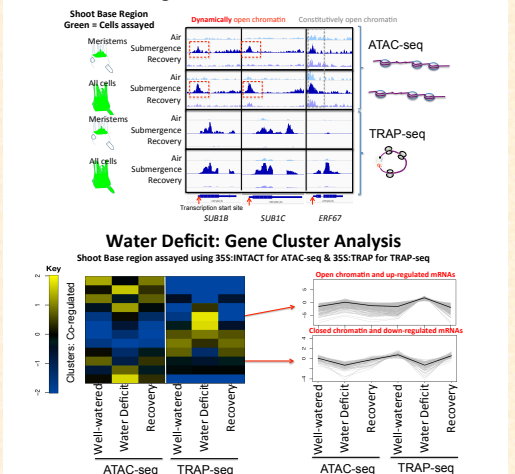 Shoot Base Region
Green = Cells assayed
Dynamically open chromatin
Constitutively open chromatin
Meristems
Air
Submergence
Recovery
ATAC-seq
All cells
Air
Submergence
Recovery
Meristems
Air
Submergence
Recovery
TRAP-seq
All cells
Air
Submergence
Recovery
Transcription start site
SUB1B
SUB1C
ERF67
Water Deficit: Gene Cluster Analysis
Shoot Base region assayed using 35S:INTACT for ATAC-seq & 35S:TRAP for TRAP-seq
Key
2
1
0
-1
-2
Clusters: Co-regulated
Open chromatin and up-regulated mRNAs
Closed chromatin and down-regulated mRNAs
Well-watered
Water Deficit
Recovery
Well-watered
Water Deficit
Recovery
Well-watered
Water Deficit
Recovery
Well-watered
Water Deficit
Recovery
ATAC-seq
TRAP-seq
ATAC-seq
TRAP-seq